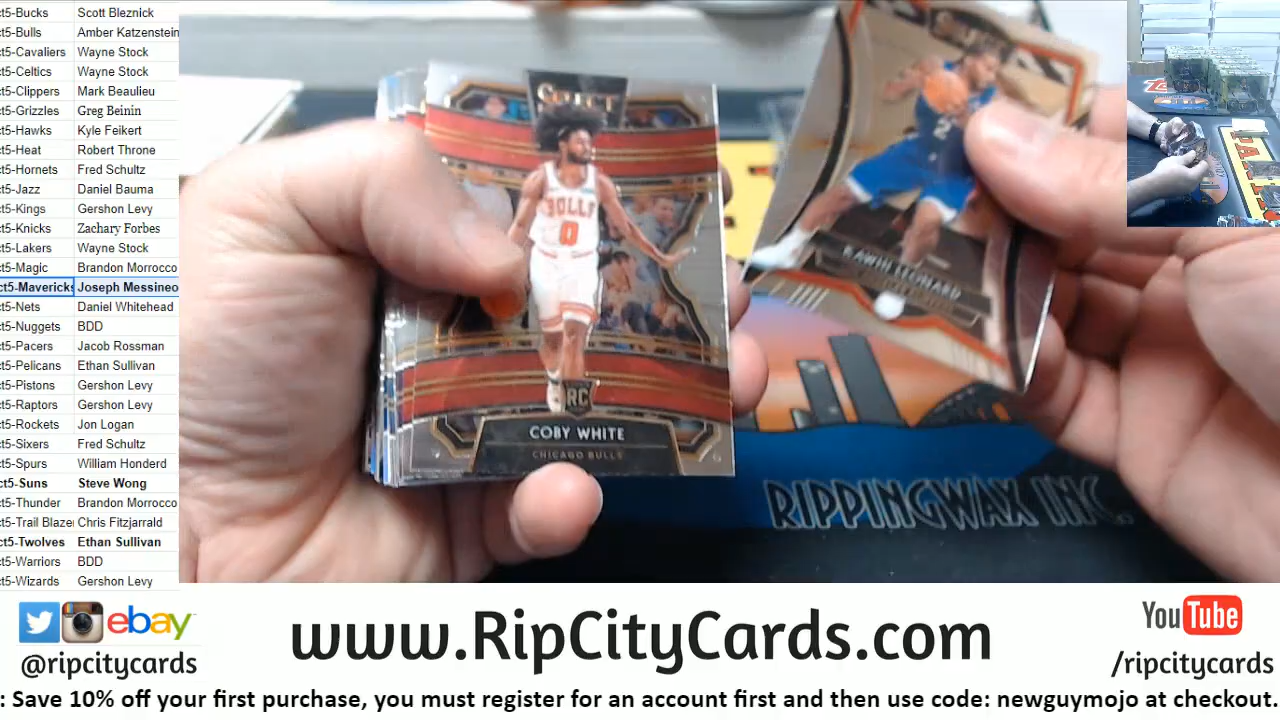 ct5-Bucks Scott Bleznick
ct5-Bulls Amber Katzenstein
ct5-Cavaliers Wayne Stock
ct5-Celtics Wayne Stock
ct5-Clippers Mark Beaulieu
ct5-Grizzles Greg Beinin
ct5-Hawks Kyle Feikert
ct5-Heat Robert Throne
ct5-Hornets Fred Schultz
ct5-Jazz Daniel Bauma
ct5-Kings Gershon Levy
ct5-Knicks Zachary Forbes
ct5-Lakers Wayne Stock
ct5-Magic Brandon Morrocco
ct5-Mavericks Joseph Messineo
ct5-Nets Daniel Whitehead
ct5-Nuggets BDD
ct5-Pacers Jacob Rossman
ct5-Pelicans Ethan Sullivan
ct5-Pistons Gershon Levy
ct5-Raptors Gershon Levy
ct5-Rockets Jon Logan
ct5-Sixers Fred Schultz
ct5-Spurs William Honderd
ct5-Suns Steve Wong
ct5-Thunder Brandon Morrocco
ct5-Trail Blaze Chris Fitzjarrald
ct5-Twolves Ethan Sullivan
ct5-Warriors BDD
ct5-Wizards Gershon Levy
SELECT
BULLS
0
RC
COBY WHITE
CHICAGO BULLS
2
KAWHI LEONARD
RIPPINGWAX INC.
ebay
@ripcitycards
www.RipCityCards.com
YouTube
/ripcitycards
: Save 10% off your first purchase, you must register for an account first and then use code: newguymojo at checkout.